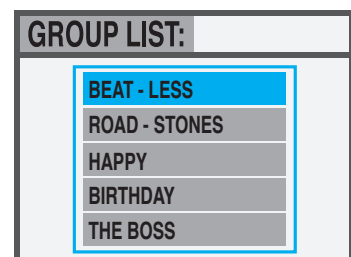 GROUP LIST:
BEAT - LESS
ROAD - STONES
HAPPY
BIRTHDAY
THE BOSS